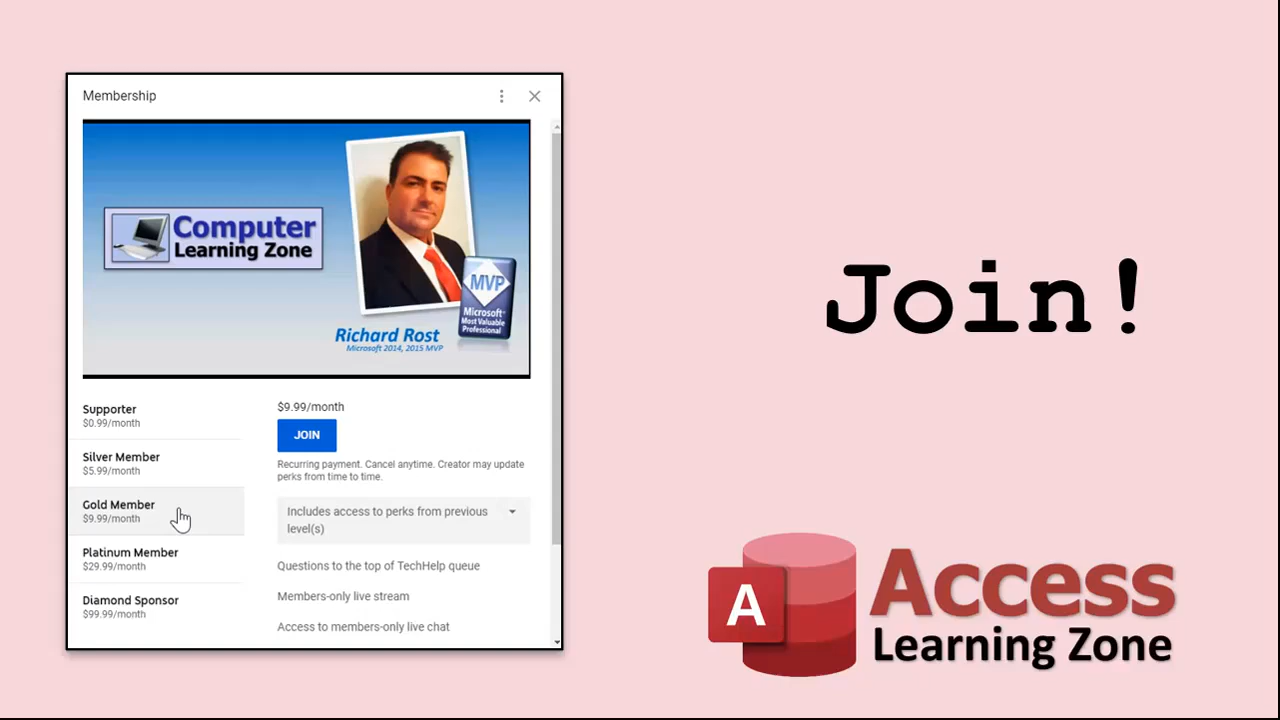 Membership
Computer
Learning Zone
MVP
Microsoft®
Most Valuable
Professional
Richard Rost
Microsoft 2014, 2015 MVP
Supporter
$0.99/month
Silver Member
$5.99/month
Gold Member
$9.99/month
Platinum Member
$29.99/month
Diamond Sponsor
$99.99/month
$9.99/month
JOIN
Recurring payment. Cancel anytime. Creator may update
perks from time to time.
Includes access to perks from previous
level(s)
Questions to the top of TechHelp queue
Members-only live stream
Access to members-only live chat
Join!
A
Access
Learning Zone